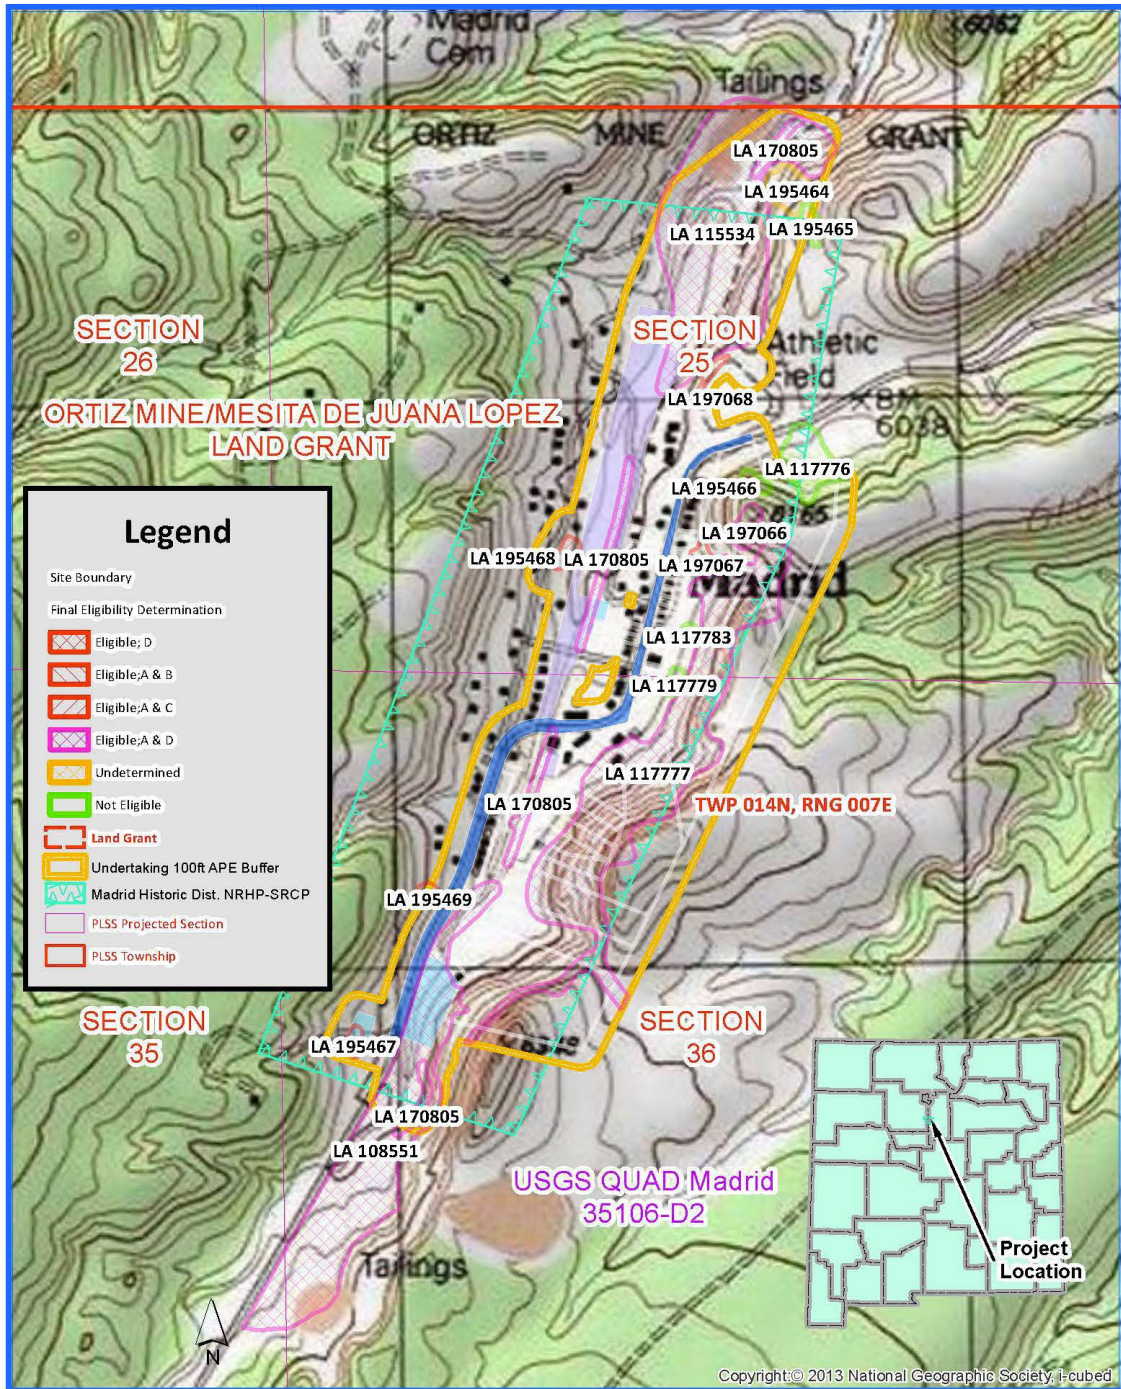 Madrid
Cem
6082
Tailings
ORTIZ MINE GRANT
LA 170805
LA 195464
LA 115534
LA 195465
SECTION
26
SECTION
25
Athletic
Field
LA 197068
BM
6038
ORTIZ MINE/MESITA DE JUANA LOPEZ
LAND GRANT
LA 117776
LA 195466
LA 197066
LA 195468
LA 170805
LA 197067
Madrid
LA 117783
LA 117779
LA 117777
LA 170805
TWP 014N, RNG 007E
LA 195469
Legend
Site Boundary
Final Eligibility Determination
Eligible; D
Eligible;A & B
Eligible;A & C
Eligible;A & D
Undetermined
Not Eligible
Land Grant
Undertaking 100ft APE Buffer
Madrid Historic Dist. NRHP-SRCP
PLSS Projected Section
PLSS Township
SECTION
35
SECTION
36
LA 195467
LA 170805
LA 108551
USGS QUAD Madrid
35106-D2
Tailings
Project
Location
N
Copyright:© 2013 National Geographic Society, i-cubed